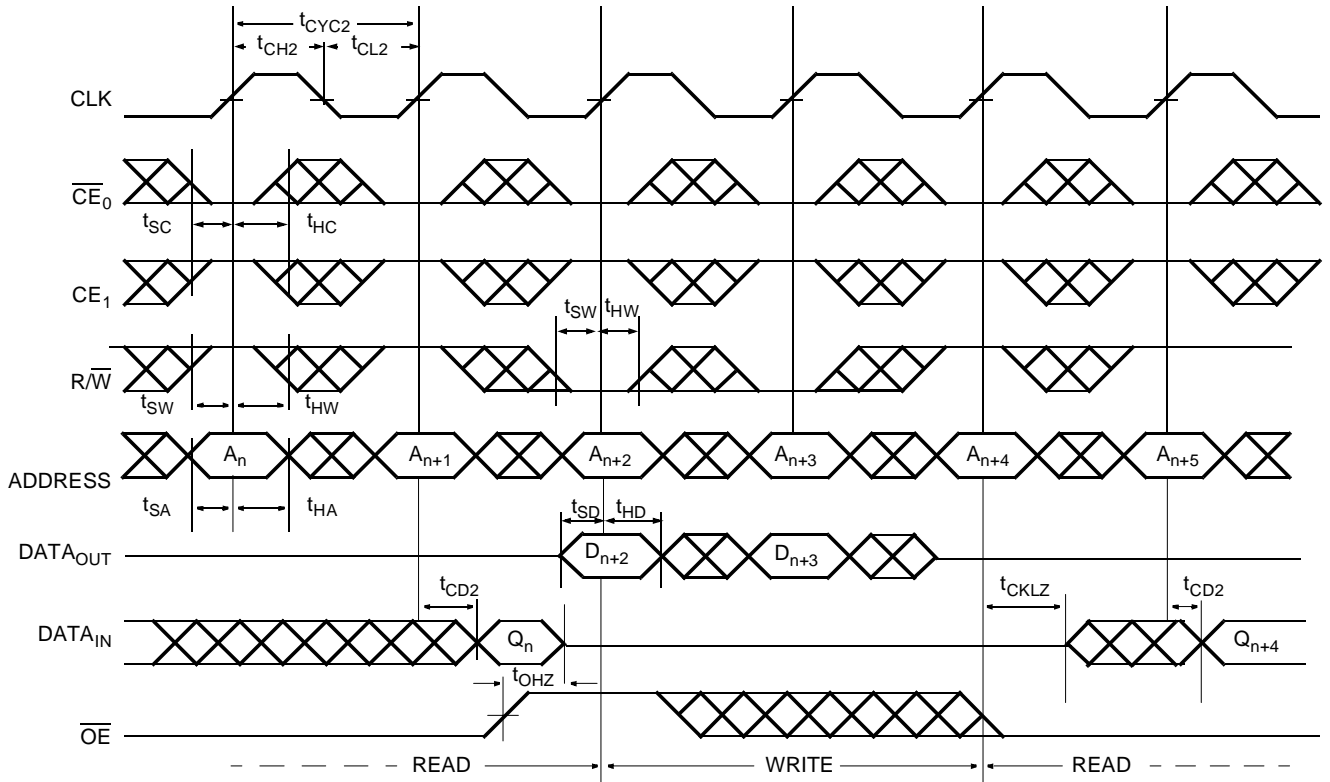 tCYC2
tCH2 tCL2
CLK
CE0
tSC tHC
CE1
tSW tHW
R/W
tSW tHW
An An+1 An+2 An+3 An+4 An+5
ADDRESS
tSA tHA tSD tHD
DATAOUT Dn+2 Dn+3
tCD2 tCKLZ tCD2
DATAIN Qn Qn+4
tOHZ
OE
READ WRITE READ